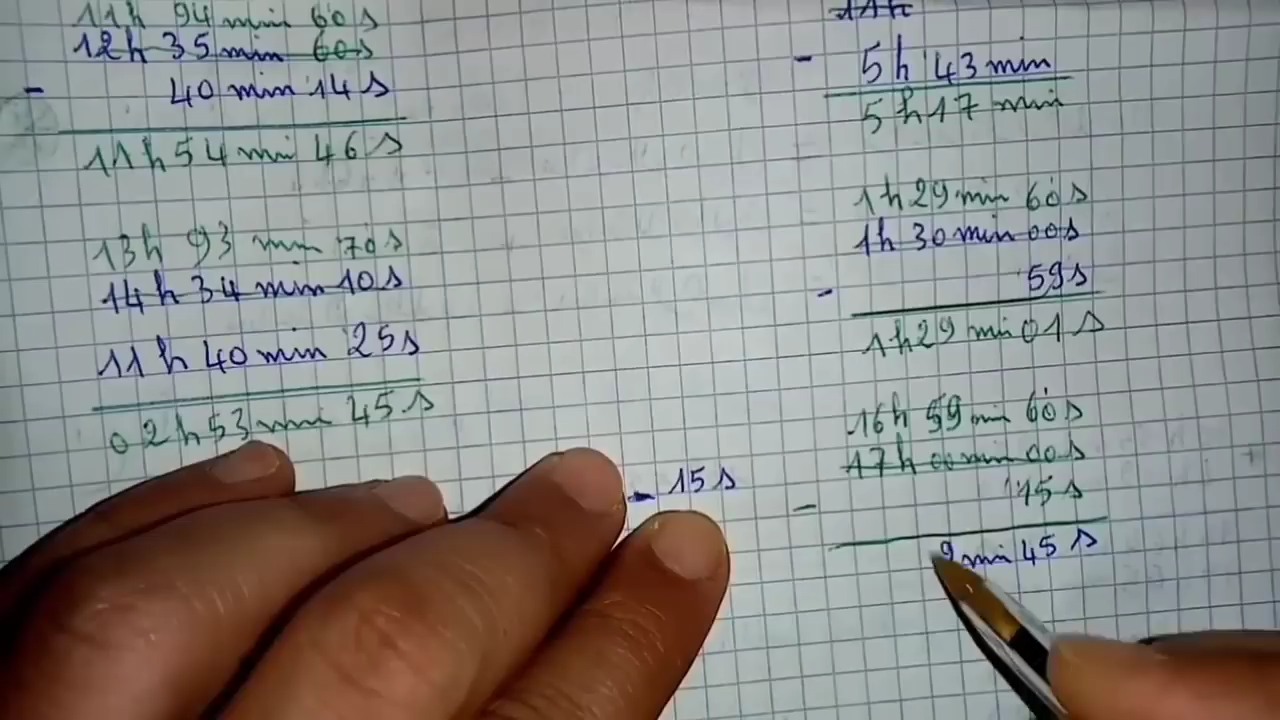 11h 94 min 60s
12h 35 min 60s
- 40 min 14s
11h 54 min 46s
13h 93 min 70s
14h 34 min 10s
11h 40 min 25s
02h 53 min 45s
- 15s
11h
- 5h 43 min
5h 17 min
1h 29 min 60s
1h 30 min 00s
- 59s
1h 29 min 01s
16h 59 min 60s
17h 00 min 00s
- 15s
9 min 45s